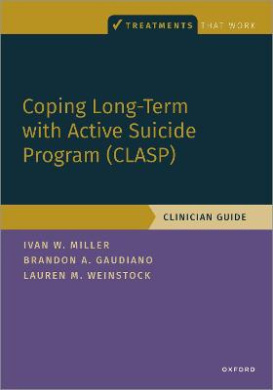 TREATMENTS THAT WORK
Coping Long-Term
with Active Suicide
Program (CLASP)
CLINICIAN GUIDE
IVAN W. MILLER
BRANDON A. GAUDIANO
LAUREN M. WEINSTOCK
OXFORD